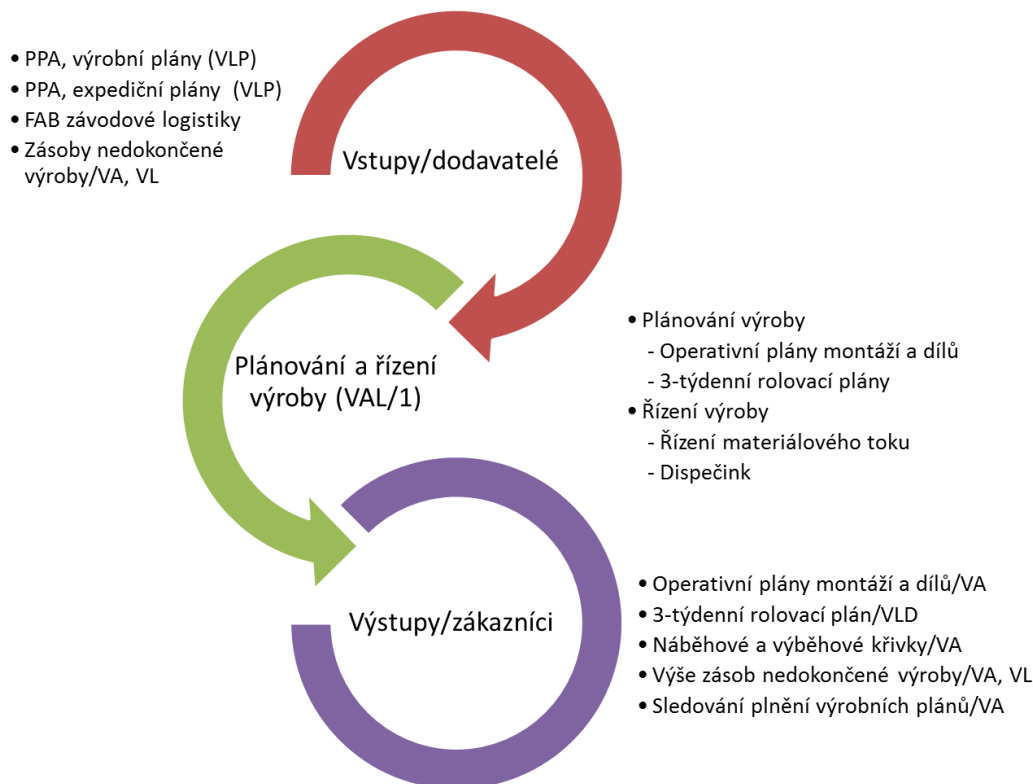 • PPA, výrobní plány (VLP)
• PPA, expediční plány (VLP)
• FAB závodové logistiky
• Zásoby nedokončené
výroby/VA, VL
Vstupy/dodavatelé
Plánování a řízení
výroby (VAL/1)
• Plánování výroby
- Operativní plány montáží a dílů
- 3-týdenní rolovací plány
• Řízení výroby
- Řízení materiálového toku
- Dispečink
Výstupy/zákazníci
• Operativní plány montáží a dílů/VA
• 3-týdenní rolovací plán/VLD
• Náběhové a výběhové křivky/VA
• Výše zásob nedokončené výroby/VA, VL
• Sledování plnění výrobních plánů/VA